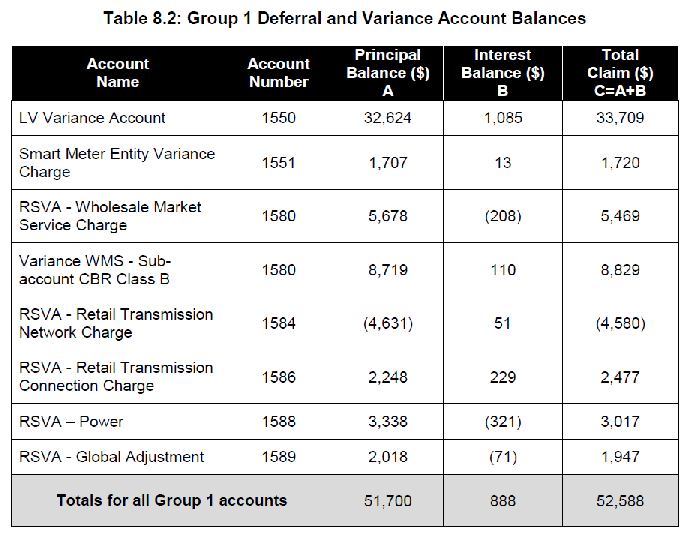 Table 8.2: Group 1 Deferral and Variance Account Balances
Account Name Account Number Principal Balance ($) A Interest Balance ($) B Total Claim ($) C=A+B
LV Variance Account 1550 32,624 1,085 33,709
Smart Meter Entity Variance
Charge 1551 1,707 13 1,720
RSVA - Wholesale Market
Service Charge 1580 5,678 (208) 5,469
Variance WMS - Sub-
account CBR Class B 1580 8,719 110 8,829
RSVA - Retail Transmission
Network Charge 1584 (4,631) 51 (4,580)
RSVA - Retail Transmission
Connection Charge 1586 2,248 229 2,477
RSVA – Power 1588 3,338 (321) 3,017
RSVA - Global Adjustment 1589 2,018 (71) 1,947
Totals for all Group 1 accounts 51,700 888 52,588